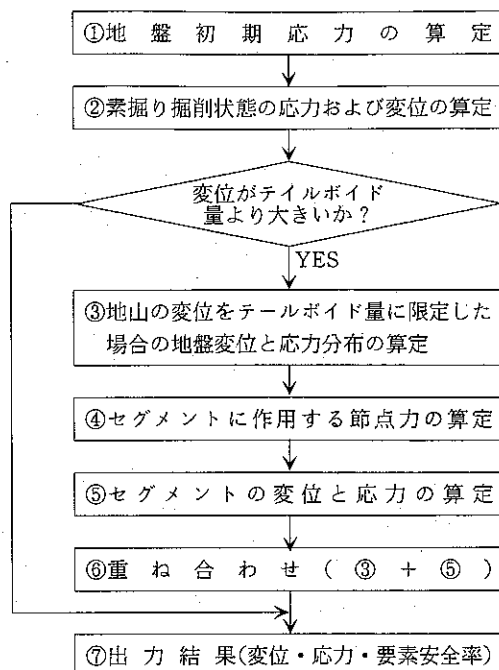 ①地盤初期応力の算定
②素掘り掘削状態の応力および変位の算定
変位がテイルボイド
量より大きいか？
YES
③地山の変位をテールボイド量に限定した
場合の地盤変位と応力分布の算定
④セグメントに作用する節点力の算定
⑤セグメントの変位と応力の算定
⑥重ね合わせ(③+⑤)
⑦出力結果(変位・応力・要素安全率)